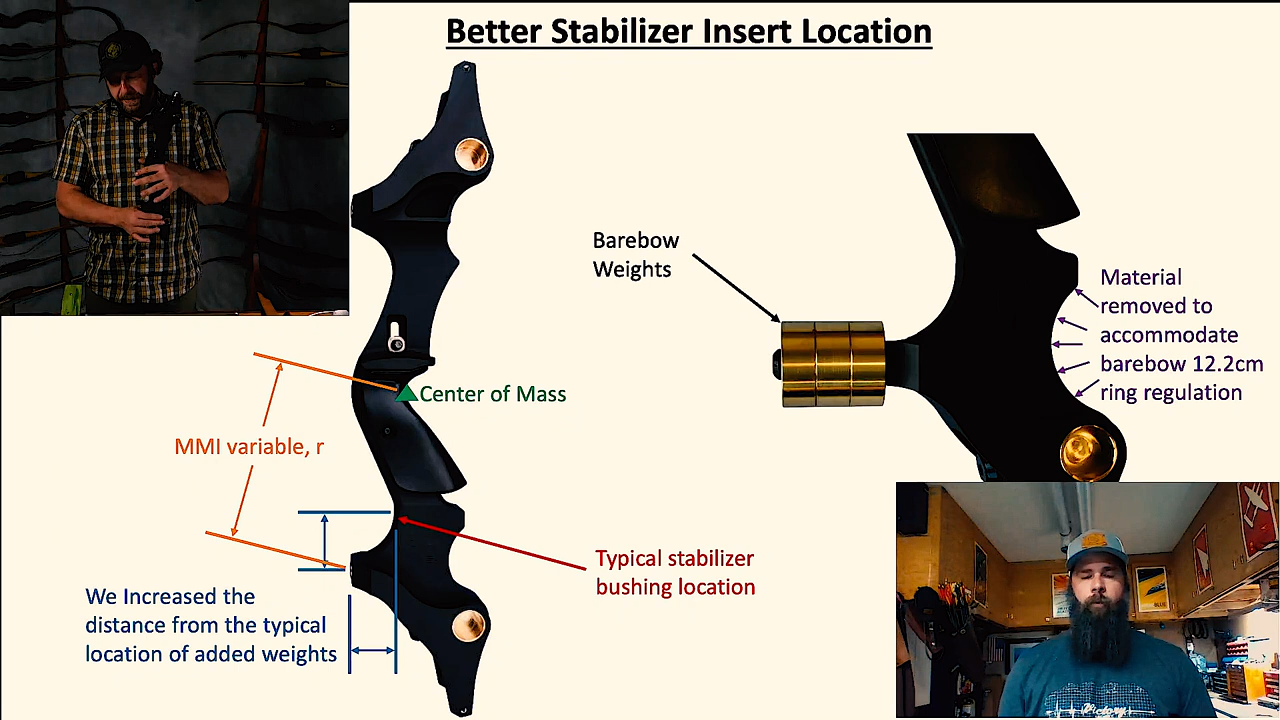 Better Stabilizer Insert Location
Barebow
Weights
Material
removed to
accommodate
barebow 12.2cm
ring regulation
Center of Mass
MMI variable, r
Typical stabilizer
bushing location
We Increased the
distance from the typical
location of added weights